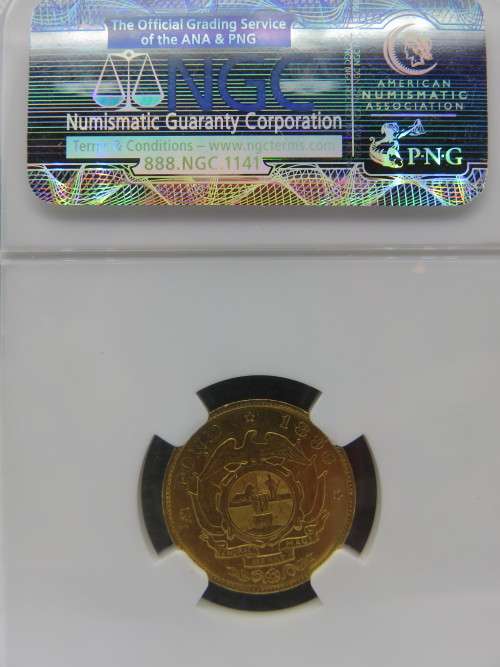 The Official Grading Service
of the ANA & PNG
NGC
Numismatic Guaranty Corporation
Terms & Conditions – www.ngcterms.com
888.NGC.1141
AMERICAN
NUMISMATIC
ASSOCIATION
P·N·G